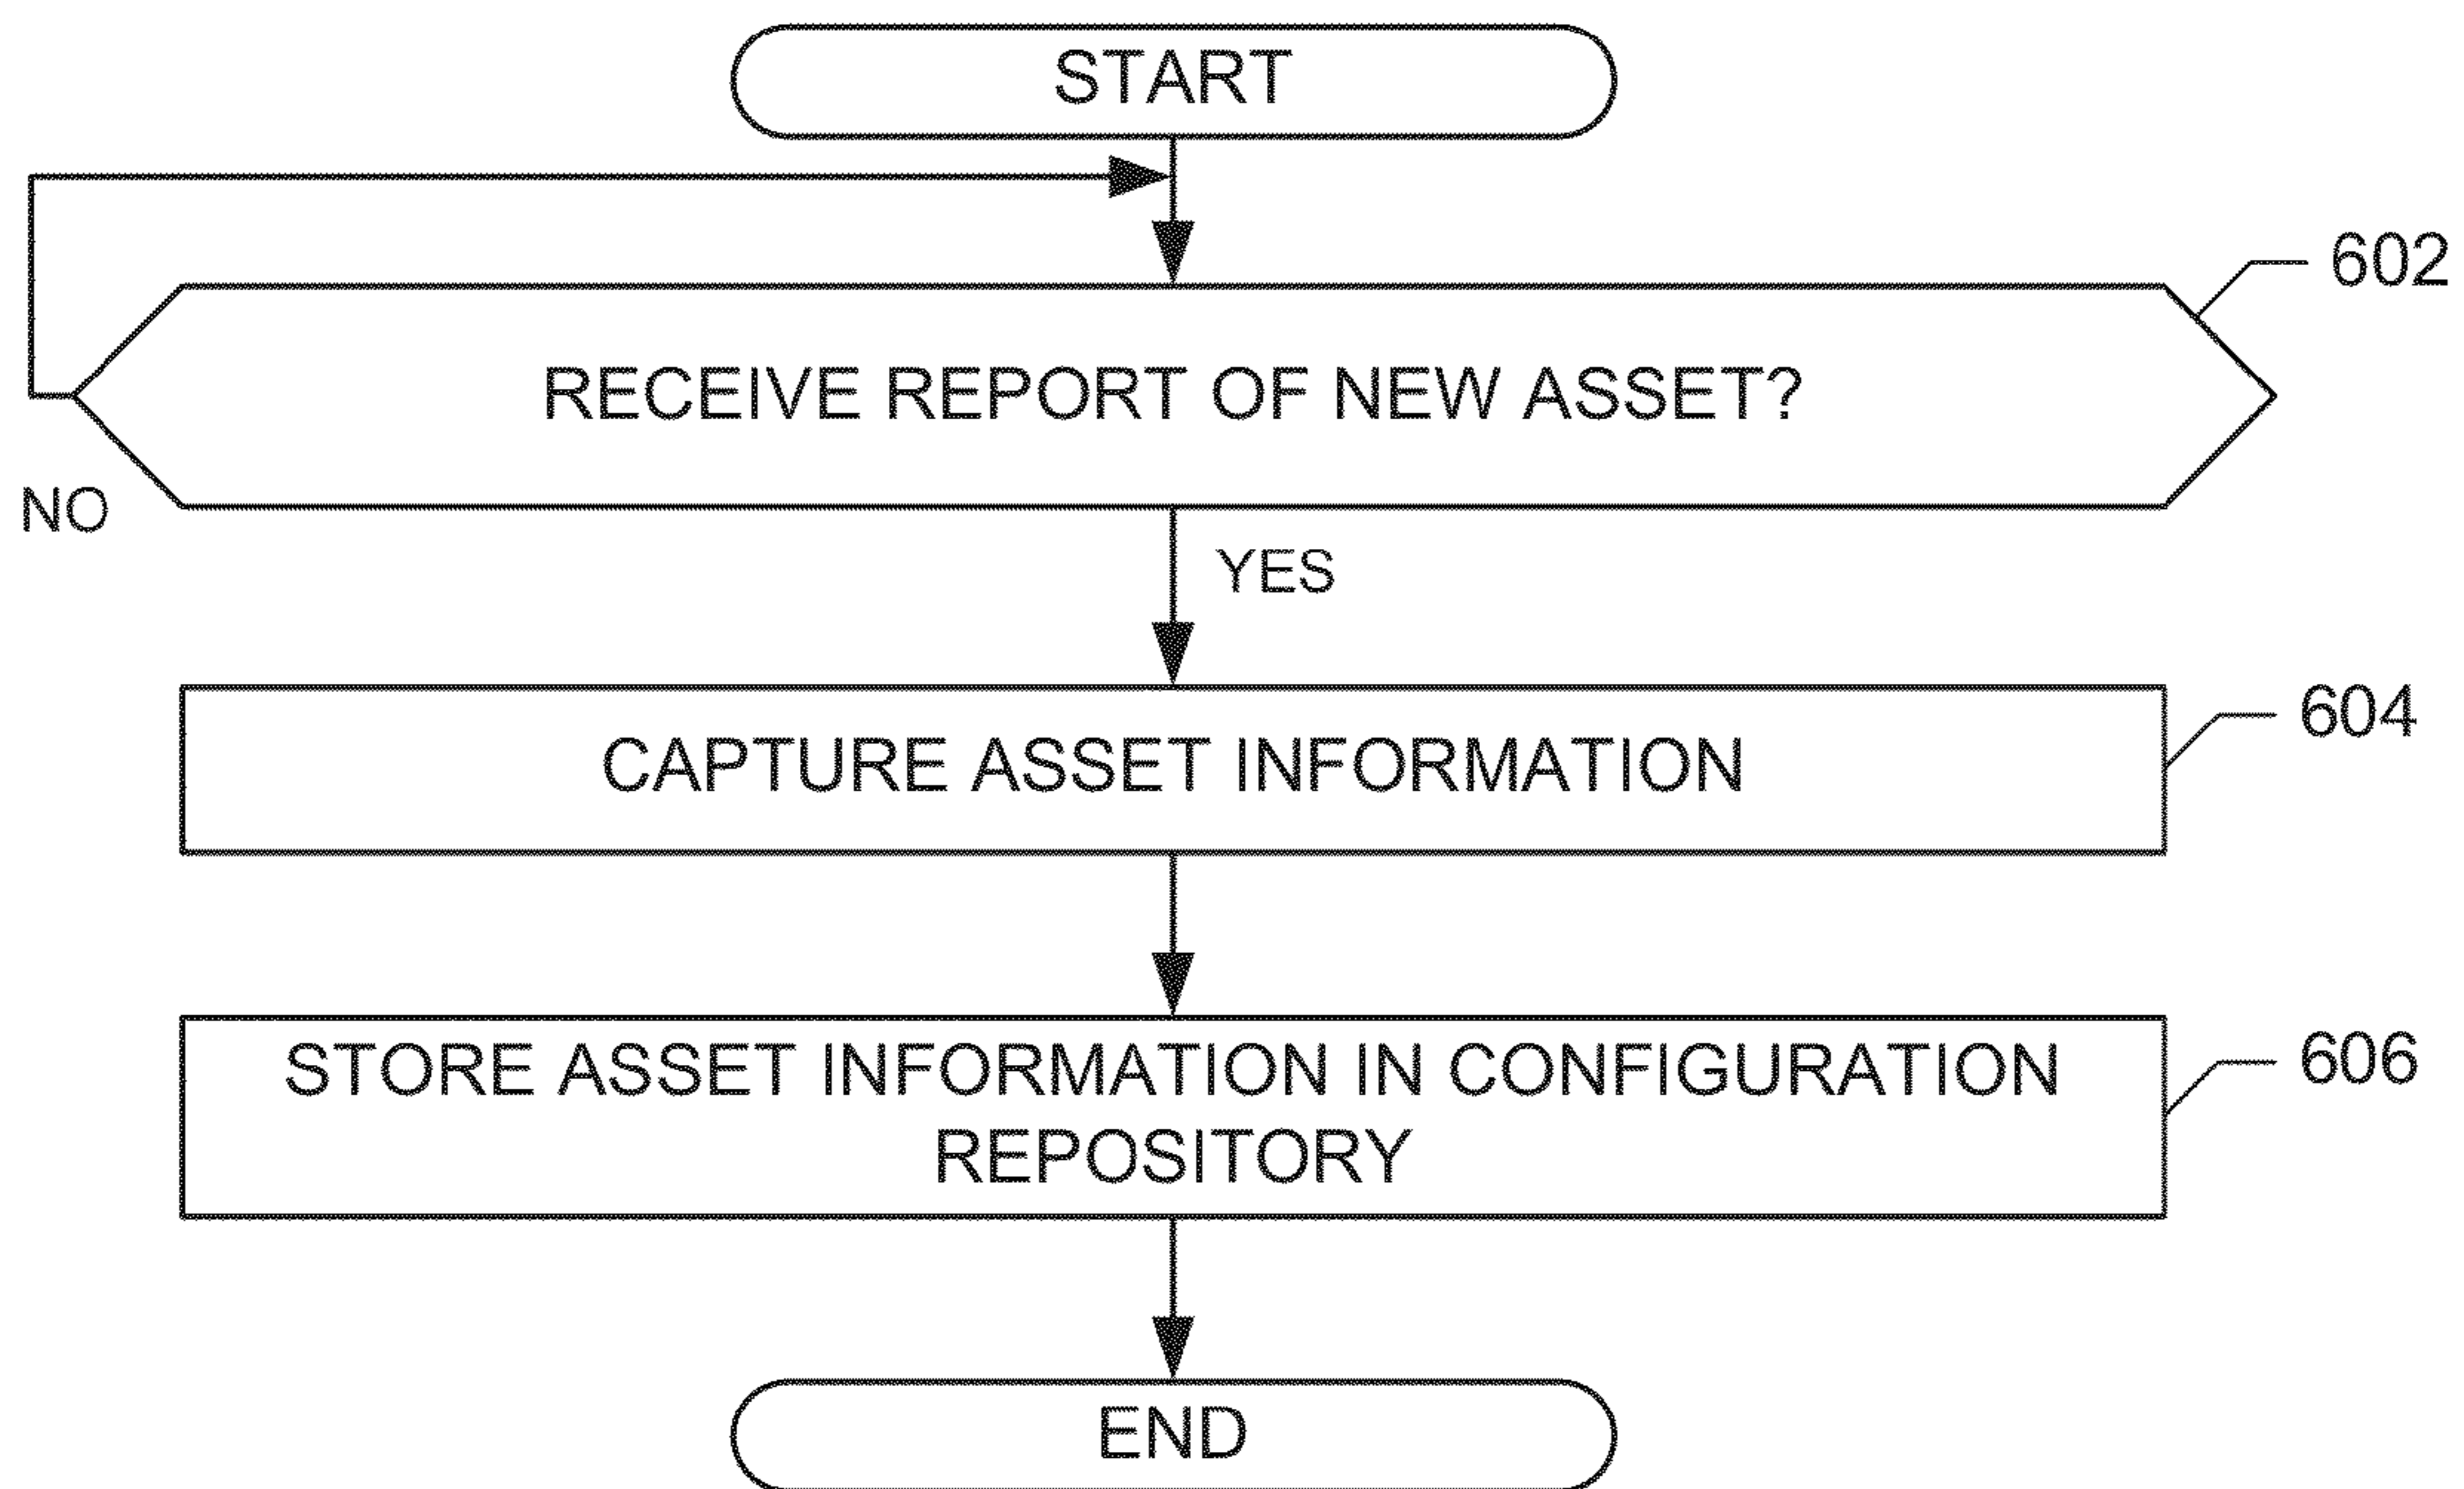 START
602
RECEIVE REPORT OF NEW ASSET?
NO
YES
604
CAPTURE ASSET INFORMATION
606
STORE ASSET INFORMATION IN CONFIGURATION
REPOSITORY
END